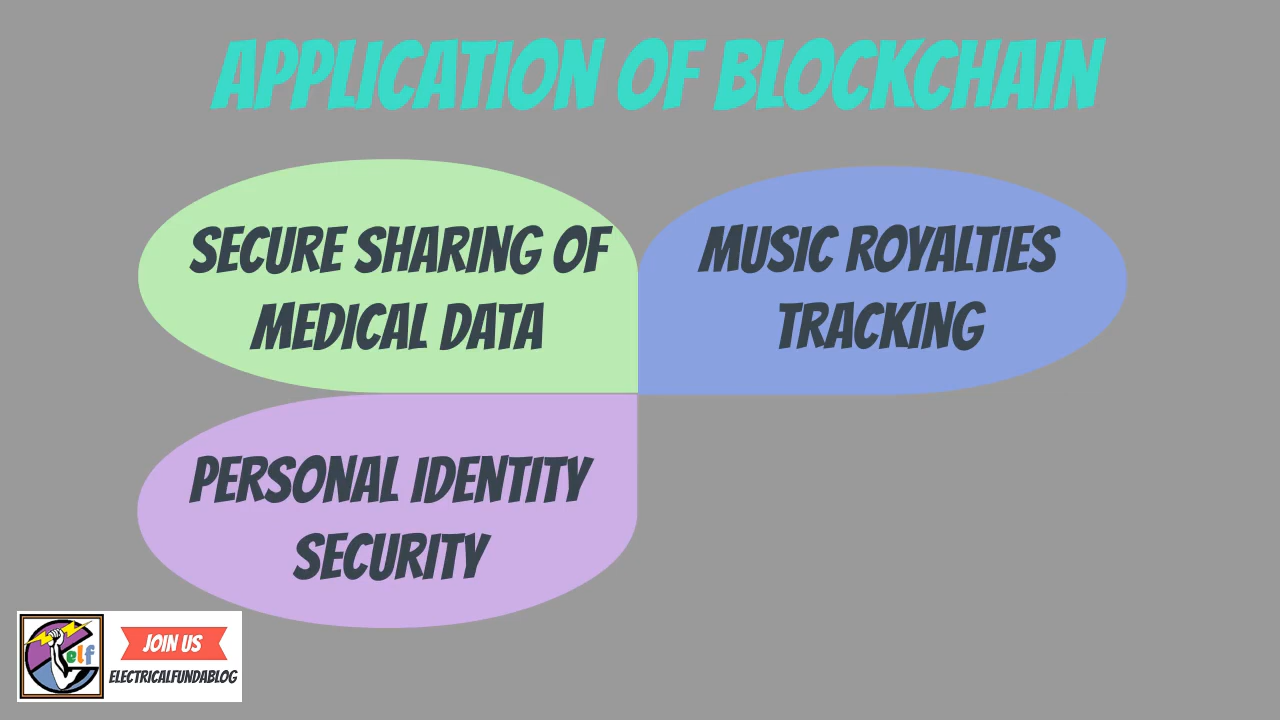 APPLICATION OF BLOCKCHAIN
SECURE SHARING OF
MEDICAL DATA
MUSIC ROYALTIES
TRACKING
PERSONAL IDENTITY
SECURITY
elf
JOIN US
ELECTRICALFUNDABLOG